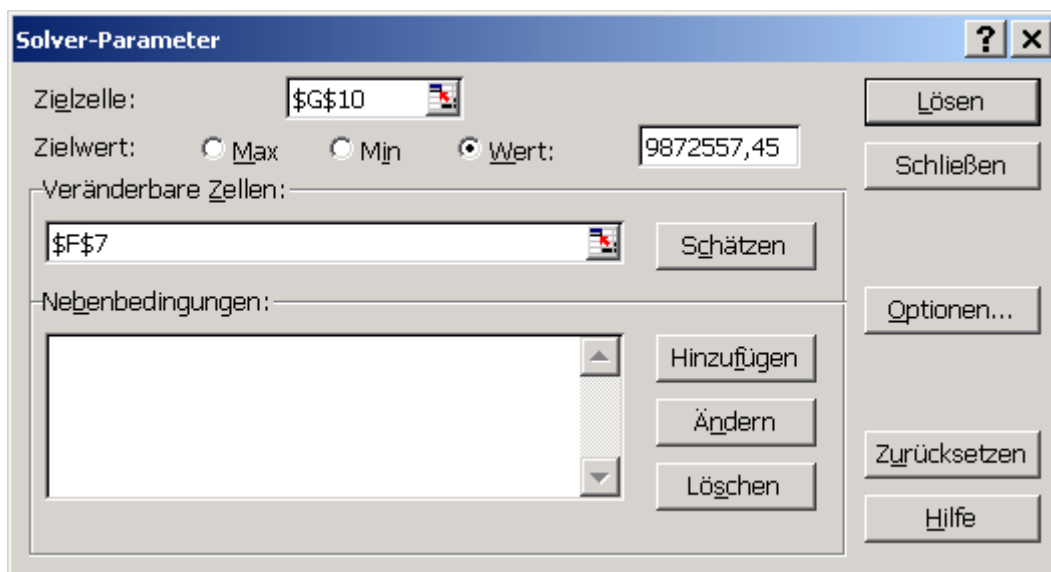 Solver-Parameter
Zielzelle: $G$10 Lösen
Zielwert: Max Min Wert: 9872557,45 Schließen
Veränderbare Zellen:
$F$7 Schätzen
Nebenbedingungen: Optionen...
Hinzufügen
Ändern
Löschen
Zurücksetzen
Hilfe